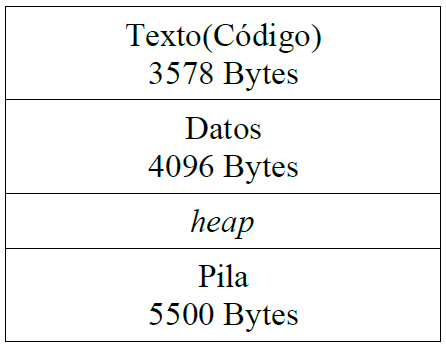 Texto(Código)
3578 Bytes
Datos
4096 Bytes
heap
Pila
5500 Bytes